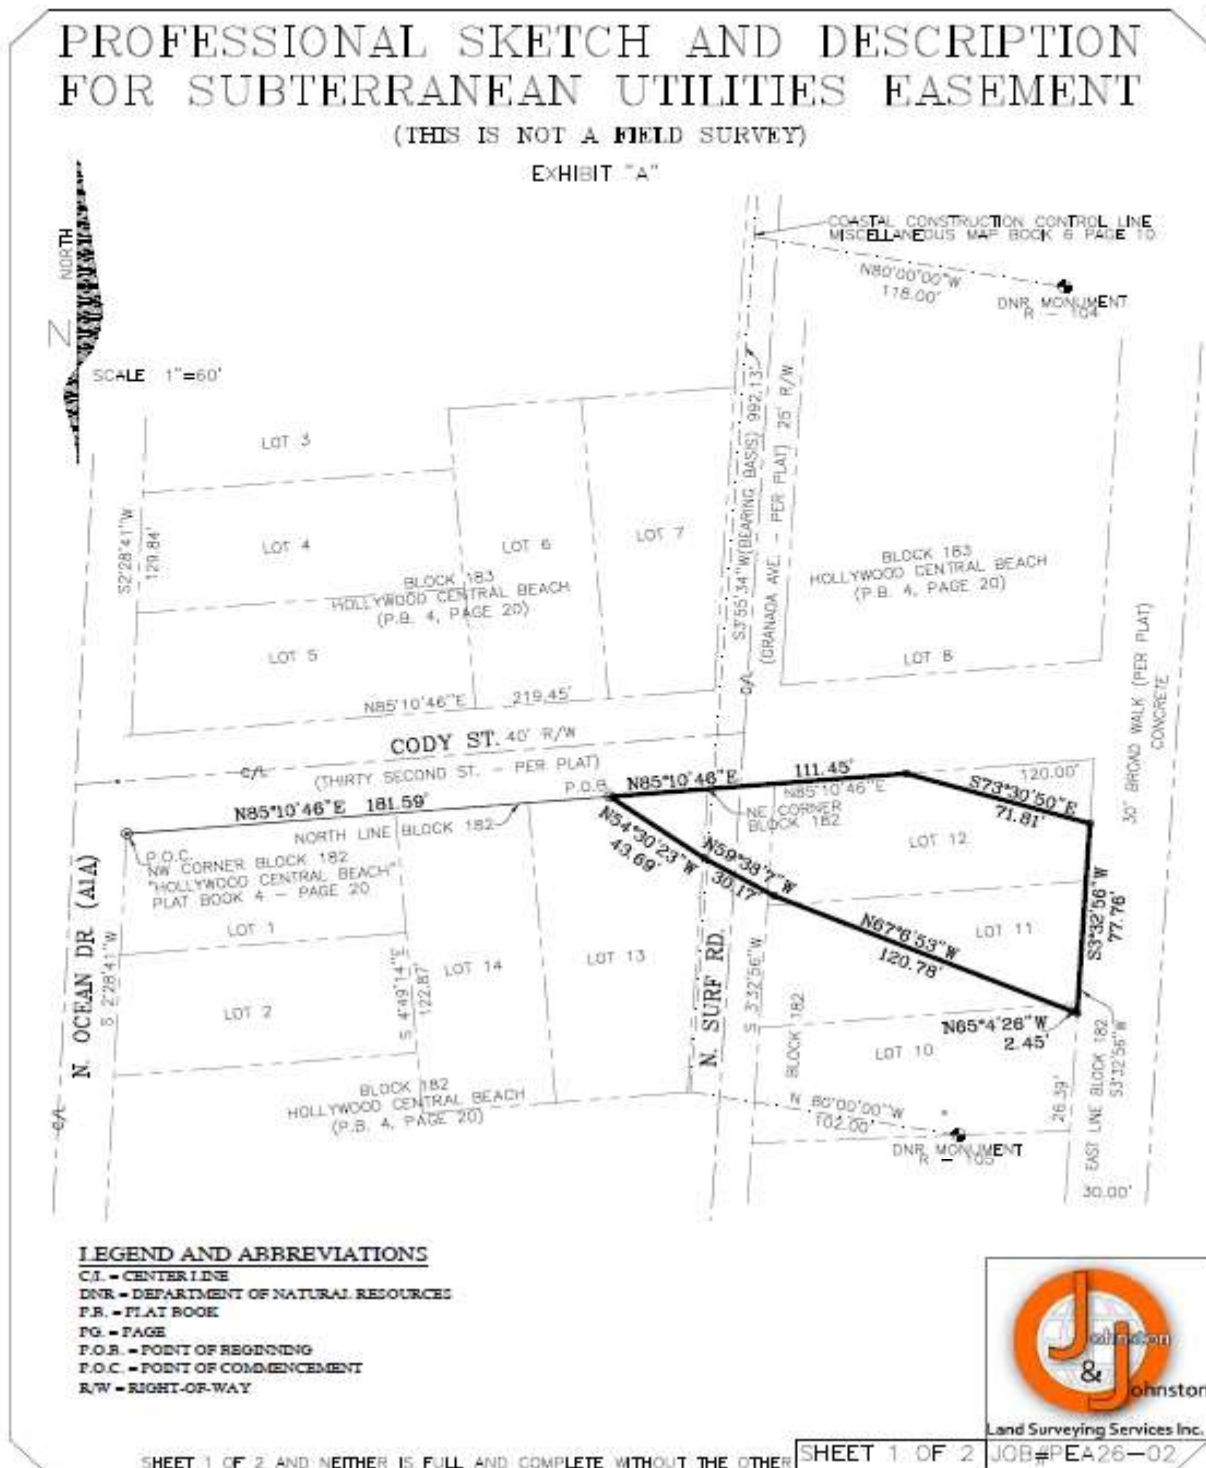 PROFESSIONAL SKETCH AND DESCRIPTION
FOR SUBTERRANEAN UTILITIES EASEMENT
(THIS IS NOT A FIELD SURVEY)
EXHIBIT "A"
NORTH
Z
SCALE 1"=60'
COASTAL CONSTRUCTION CONTROL LINE
MISCELLANEOUS MAP BOOK 6 PAGE 10
N80°00'00"W
118.00'
DNR MONUMENT
R - 104
LOT 3
S2°28'41"W
129.84'
LOT 4
LOT 6
LOT 7
BLOCK 183
HOLLYWOOD CENTRAL BEACH
(P.B. 4, PAGE 20)
LOT 5
N85°10'46"E 219.45'
S3°55'34"W(BEARING BASIS) 992.13'
(GRANADA AVE. - PER PLAT) 25' R/W
C/L
BLOCK 183
HOLLYWOOD CENTRAL BEACH
(P.B. 4, PAGE 20)
LOT 8
30' BROAD WALK (PER PLAT)
CONCRETE
CODY ST. 40' R/W
C/L
(THIRTY SECOND ST. - PER PLAT)
P.O.B.
N85°10'46"E 181.59'
NORTH LINE BLOCK 182
N85°10'46"E 111.45'
N85°10'46"E
120.00'
NE CORNER
BLOCK 182
S73°30'50"E
71.81'
P.O.C.
NW CORNER BLOCK 182
"HOLLYWOOD CENTRAL BEACH"
PLAT BOOK 4 - PAGE 20
N54°30'23"W
43.69'
N59°38'7"W
30.17'
LOT 12
S3°32'56"W
77.76'
N. OCEAN DR (A1A)
S 2°28'41"W
LOT 1
LOT 2
S 4°49'14"E
122.87'
LOT 14
LOT 13
N. SURF RD.
S 3°32'56"W
BLOCK 182
N67°6'53"W
120.78'
LOT 11
N65°4'26"W
2.45'
LOT 10
BLOCK 182
HOLLYWOOD CENTRAL BEACH
(P.B. 4, PAGE 20)
C/L
N 80°00'00"W
102.00'
DNR MONUMENT
R - 105
26.39'
EAST LINE BLOCK 182
S3°32'56"W
30.00'
LEGEND AND ABBREVIATIONS
C/L = CENTER LINE
DNR = DEPARTMENT OF NATURAL RESOURCES
P.B. = PLAT BOOK
PG. = PAGE
P.O.B. = POINT OF BEGINNING
P.O.C. = POINT OF COMMENCEMENT
R/W = RIGHT-OF-WAY
Johnston
&
Johnston
Land Surveying Services Inc.
SHEET 1 OF 2 AND NEITHER IS FULL AND COMPLETE WITHOUT THE OTHER
SHEET 1 OF 2
JOB#PEA26-02